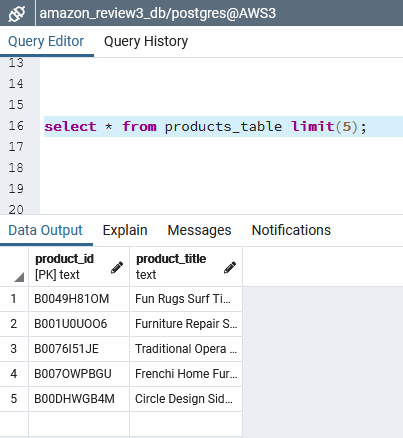 amazon_review3_db/postgres@AWS3
Query Editor Query History
13
14
15
16 select * from products_table limit(5);
17
18
19
20
Data Output Explain Messages Notifications
product_id product_title
[PK] text text
1 B0049H81OM Fun Rugs Surf Ti...
2 B001U0UOO6 Furniture Repair S...
3 B0076I51JE Traditional Opera ...
4 B007OWPBGU Frenchi Home Fur...
5 B00DHWGB4M Circle Design Sid...